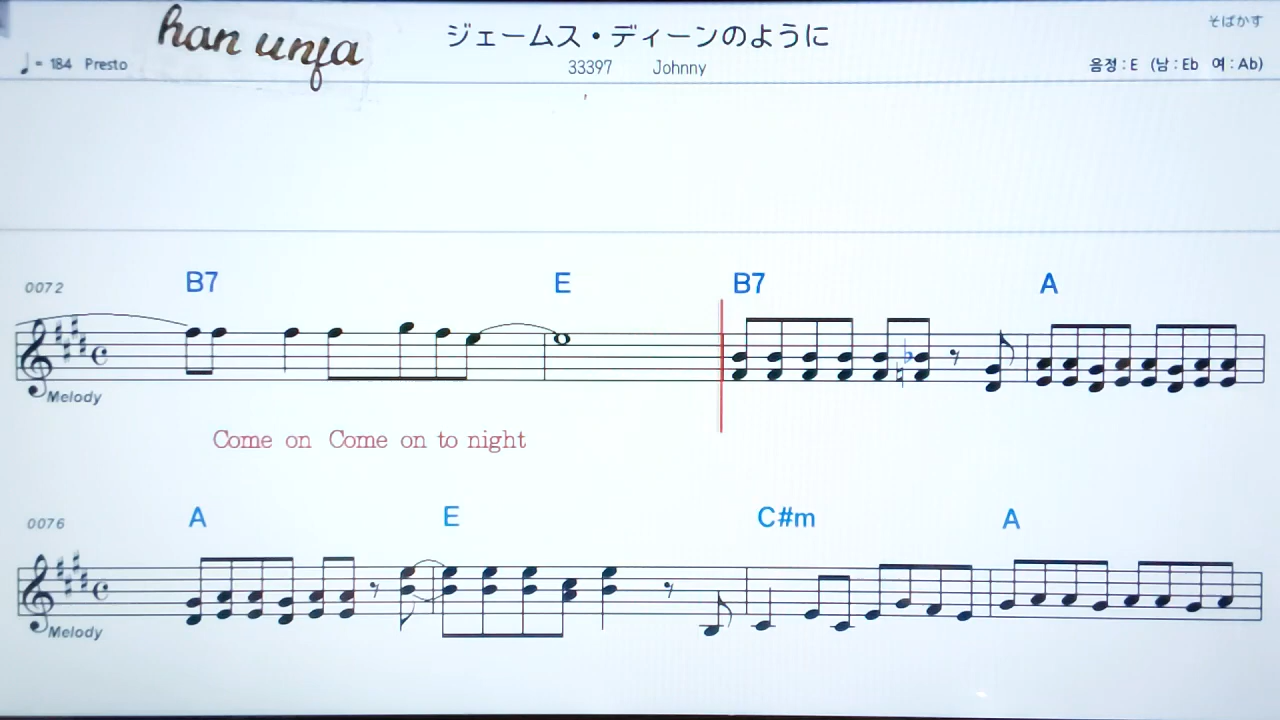 han unfa
ジェームス・ディーンのように
そばかす
♩= 184 Presto
33397 Johnny
음정 : E (남 : Eb 여 : Ab)
0072 B7 E B7 A
Melody
Come on Come on to night
0076 A E C#m A
Melody